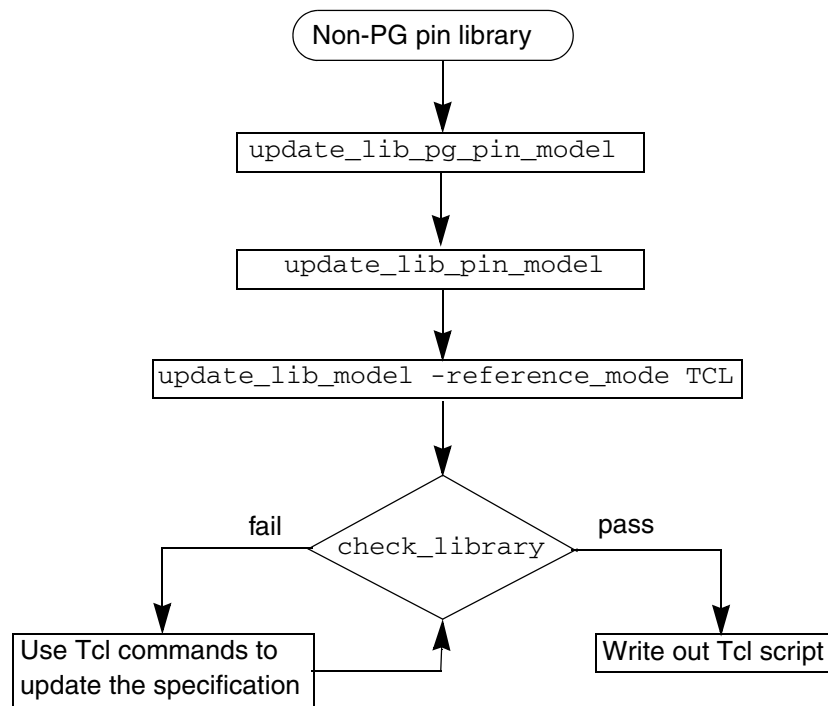 Non-PG pin library
update_lib_pg_pin_model
update_lib_pin_model
update_lib_model -reference_mode TCL
fail
pass
check_library
Use Tcl commands to
update the specification
Write out Tcl script